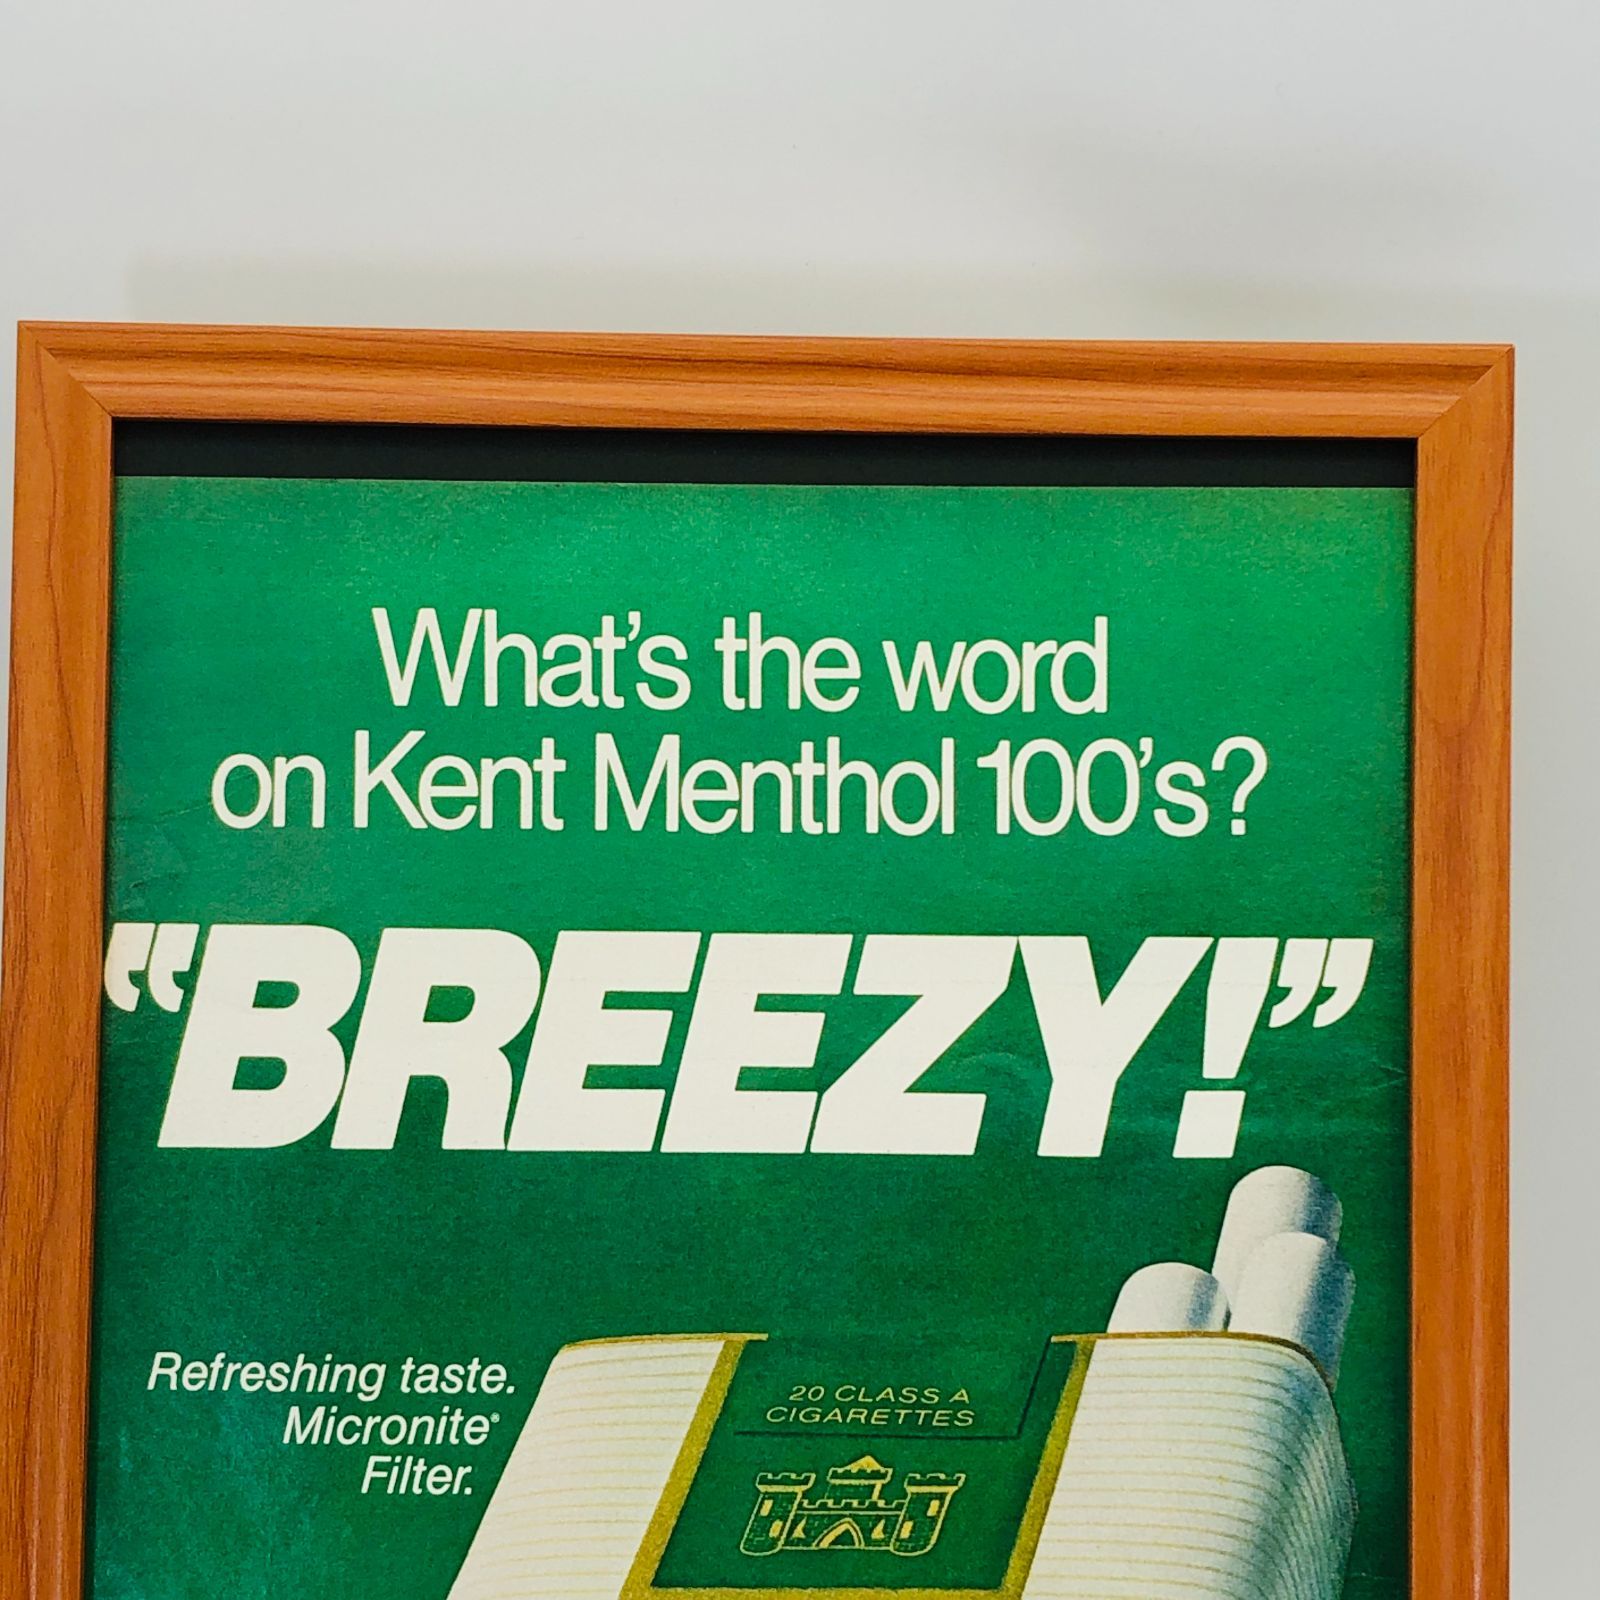 What's the word
on Kent Menthol 100's?
“BREEZY!”
Refreshing taste.
Micronite®
Filter.
20 CLASS A
CIGARETTES